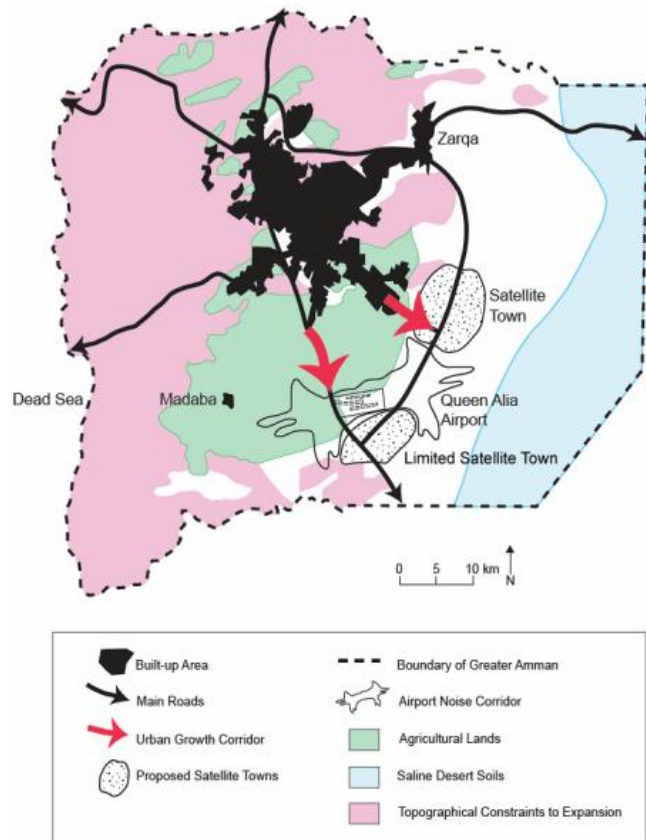 Zarqa
Satellite
Town
Dead Sea
Madaba
Queen Alia
Airport
Limited Satellite Town
0 5 10 km
N
Built-up Area
Main Roads
Urban Growth Corridor
Proposed Satellite Towns
Boundary of Greater Amman
Airport Noise Corridor
Agricultural Lands
Saline Desert Soils
Topographical Constraints to Expansion